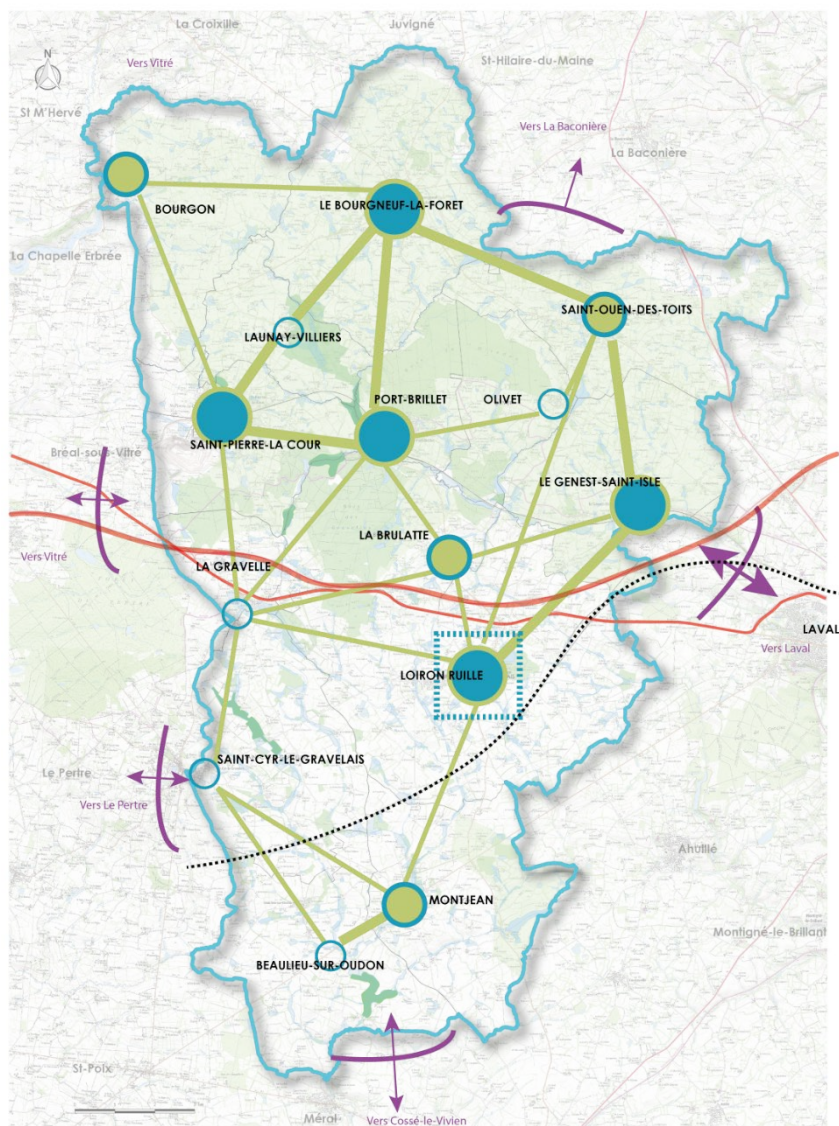 La Croixille
Juvigné
N
Vers Vitré
St-Hilaire-du-Maine
St M'Hervé
Vers La Baconière
La Baconière
BOURGON
LE BOURGNEUF-LA-FORET
La Chapelle Erbrée
SAINT-OUEN-DES-TOITS
LAUNAY-VILLIERS
PORT-BRILLET
OLIVET
SAINT-PIERRE-LA COUR
Bréal-sous-Vitré
LE GENEST-SAINT-ISLE
LA BRULATTE
Vers Vitré
LA GRAVELLE
LAVAL
Vers Laval
LOIRON RUILLE
SAINT-CYR-LE-GRAVELAIS
Le Pertre
Vers Le Pertre
Ahuillé
MONTJEAN
Montigné-le-Brillant
BEAULIEU-SUR-OUDON
St-Poix
Méral
Vers Cossé-le-Vivien